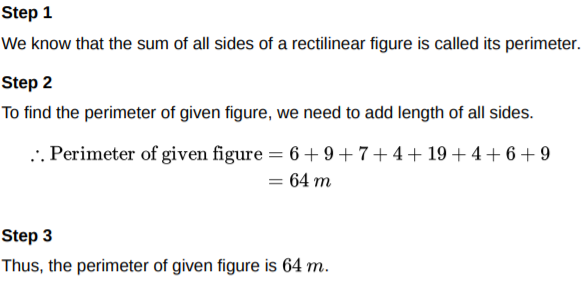 Step 1
We know that the sum of all sides of a rectilinear figure is called its perimeter.
Step 2
To find the perimeter of given figure, we need to add length of all sides.
∴ Perimeter of given figure = 6 + 9 + 7 + 4 + 19 + 4 + 6 + 9
= 64 m
Step 3
Thus, the perimeter of given figure is 64 m.